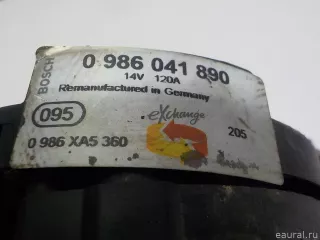 BOSCH
0 986 041 890
14V 120A
Remanufactured in Germany
095
eXchange
0 986 XA5 360
205
eaural.ru